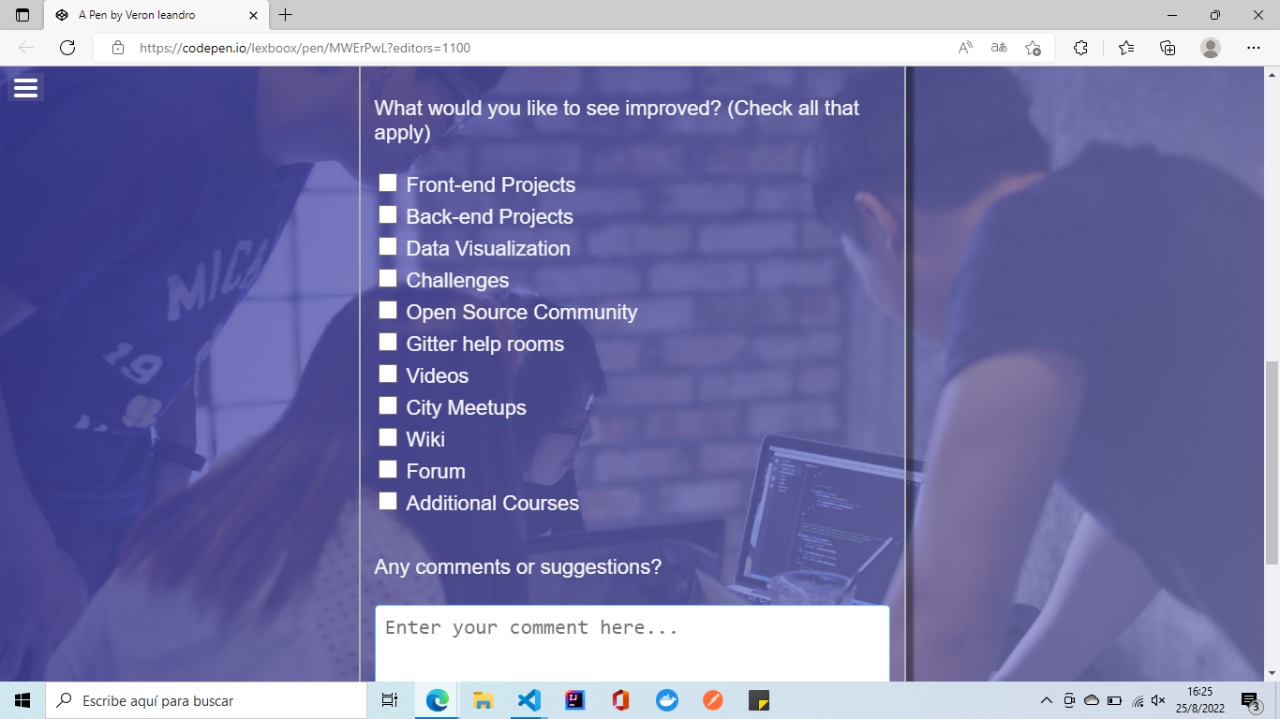 A Pen by Veron leandro
https://codepen.io/lexboox/pen/MWErPwL?editors=1100
What would you like to see improved? (Check all that
apply)
Front-end Projects
Back-end Projects
Data Visualization
Challenges
Open Source Community
Gitter help rooms
Videos
City Meetups
Wiki
Forum
Additional Courses
Any comments or suggestions?
Enter your comment here...
MICH
19
Escribe aquí para buscar
16:25
25/8/2022
3